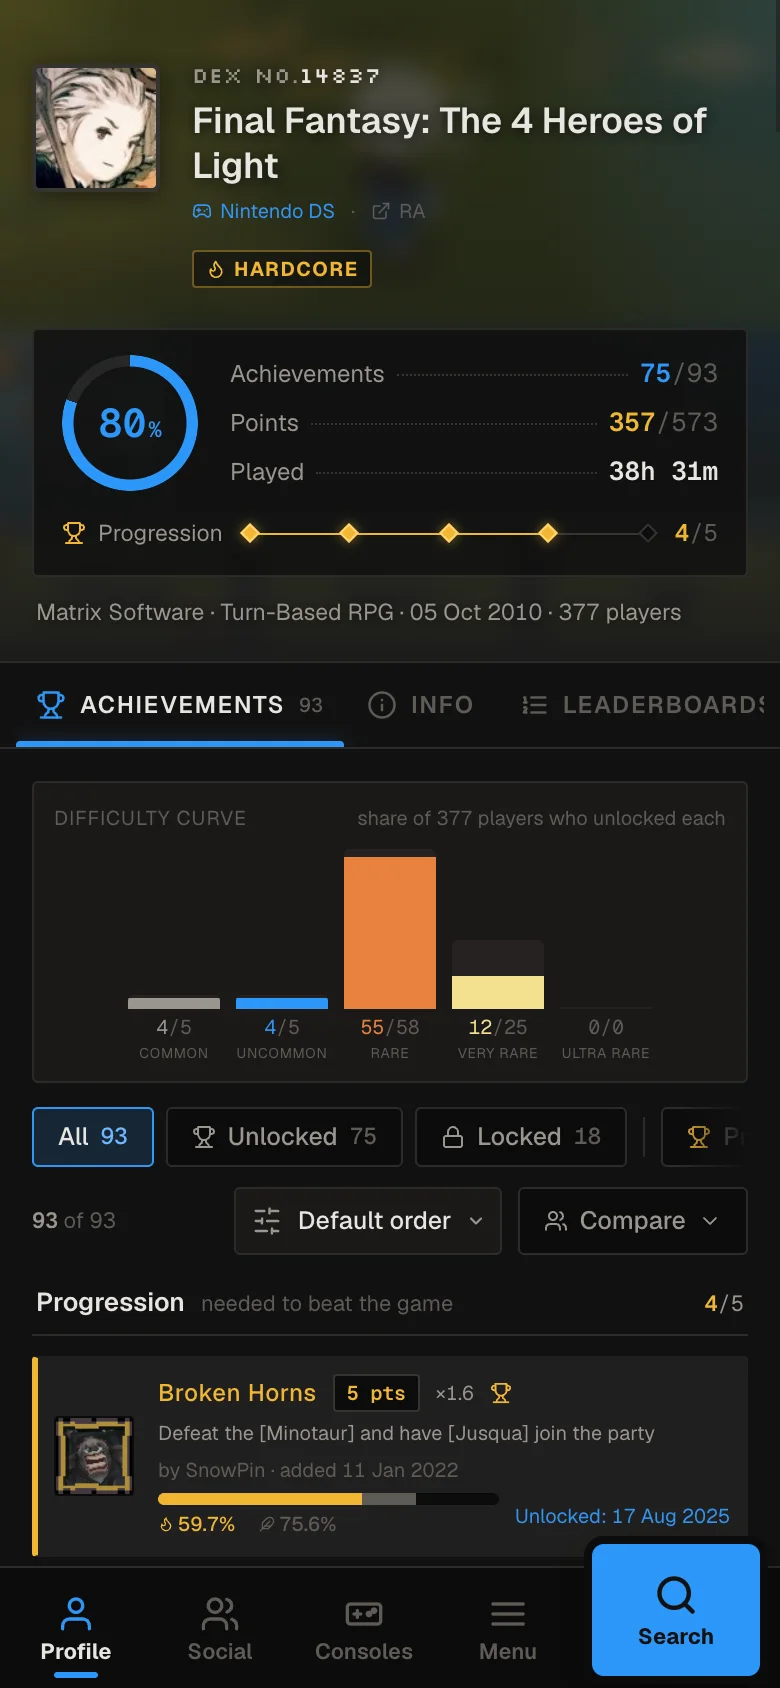 DEX NO.14837
Final Fantasy: The 4 Heroes of
Light
Nintendo DS · RA
HARDCORE
80%
Achievements 75/93
Points 357/573
Played 38h 31m
Progression 4/5
Matrix Software · Turn-Based RPG · 05 Oct 2010 · 377 players
ACHIEVEMENTS 93 INFO LEADERBOARDS
DIFFICULTY CURVE share of 377 players who unlocked each
4/5 4/5 55/58 12/25 0/0
COMMON UNCOMMON RARE VERY RARE ULTRA RARE
All 93 Unlocked 75 Locked 18
93 of 93 Default order Compare
Progression needed to beat the game 4/5
Broken Horns 5 pts ×1.6
Defeat the [Minotaur] and have [Jusqua] join the party
by SnowPin · added 11 Jan 2022
Unlocked: 17 Aug 2025
59.7% 75.6%
Profile Social Consoles Menu Search